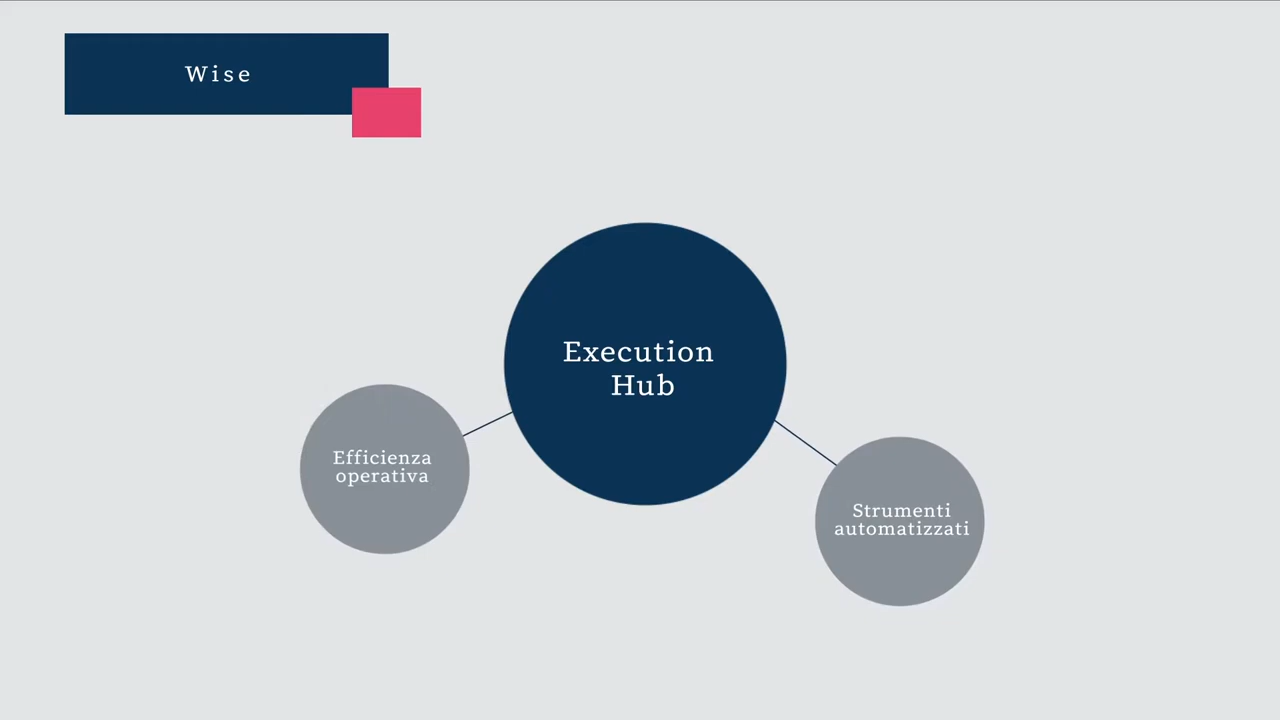 Wise
Execution
Hub
Efficienza
operativa
Strumenti
automatizzati